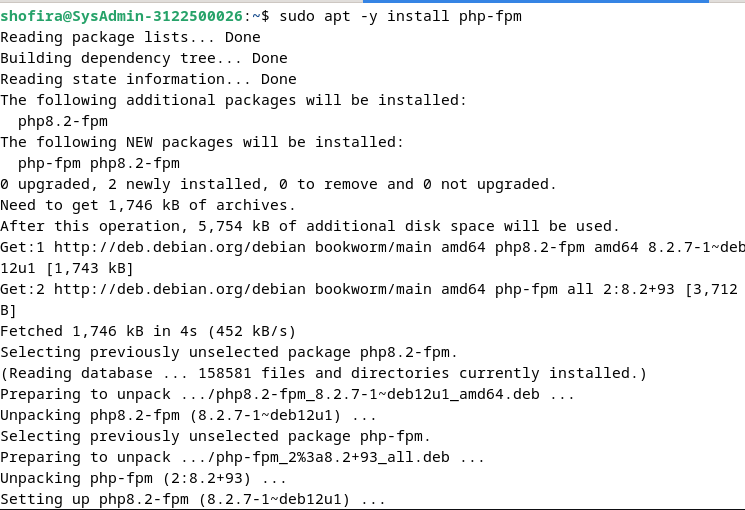 shofira@SysAdmin-3122500026:~$ sudo apt -y install php-fpm
Reading package lists... Done
Building dependency tree... Done
Reading state information... Done
The following additional packages will be installed:
  php8.2-fpm
The following NEW packages will be installed:
  php-fpm php8.2-fpm
0 upgraded, 2 newly installed, 0 to remove and 0 not upgraded.
Need to get 1,746 kB of archives.
After this operation, 5,754 kB of additional disk space will be used.
Get:1 http://deb.debian.org/debian bookworm/main amd64 php8.2-fpm amd64 8.2.7-1~deb
12u1 [1,743 kB]
Get:2 http://deb.debian.org/debian bookworm/main amd64 php-fpm all 2:8.2+93 [3,712
B]
Fetched 1,746 kB in 4s (452 kB/s)
Selecting previously unselected package php8.2-fpm.
(Reading database ... 158581 files and directories currently installed.)
Preparing to unpack .../php8.2-fpm_8.2.7-1~deb12u1_amd64.deb ...
Unpacking php8.2-fpm (8.2.7-1~deb12u1) ...
Selecting previously unselected package php-fpm.
Preparing to unpack .../php-fpm_2%3a8.2+93_all.deb ...
Unpacking php-fpm (2:8.2+93) ...
Setting up php8.2-fpm (8.2.7-1~deb12u1) ...